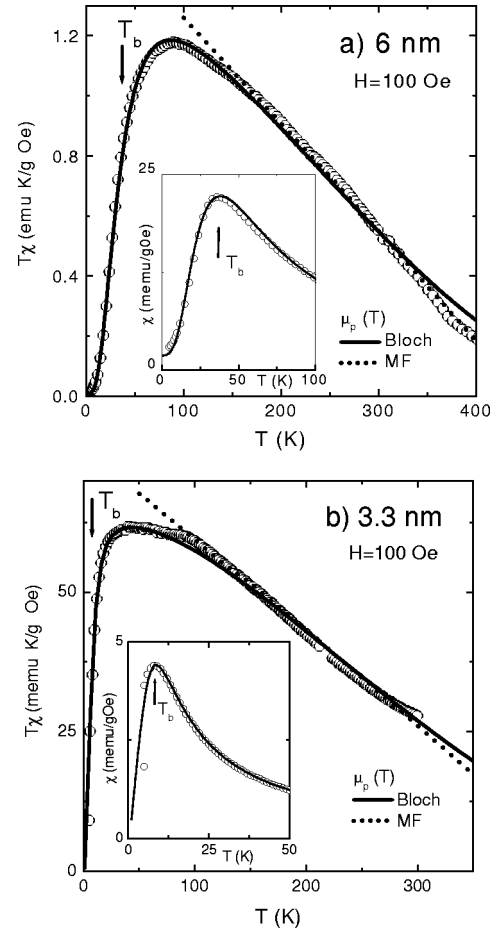 T_b
a) 6 nm
H=100 Oe
Tχ (emu K/g Oe)
1.2
0.8
0.4
0.0
25
0
χ (memu/gOe)
T_b
0 50 100
T (K)
μ_p (T)
Bloch
MF
0 100 200 300 400
T (K)
T_b
b) 3.3 nm
H=100 Oe
Tχ (memu K/g Oe)
50
25
0
5
0
χ (memu/gOe)
T_b
0 25 50
T (K)
μ_p (T)
Bloch
MF
0 100 200 300
T (K)